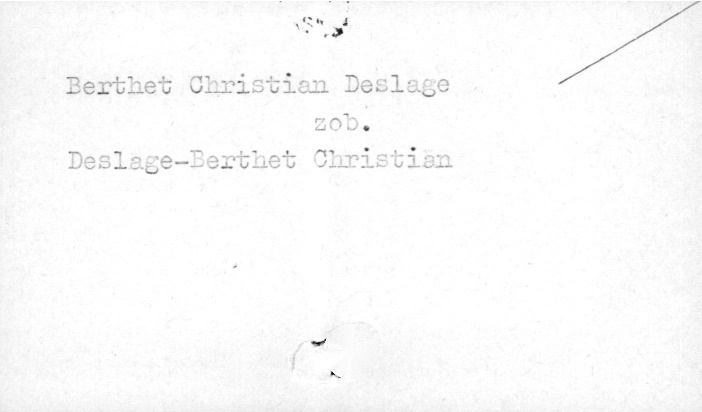 Berthet Christian Deslage
zob.
Deslage-Berthet Christian